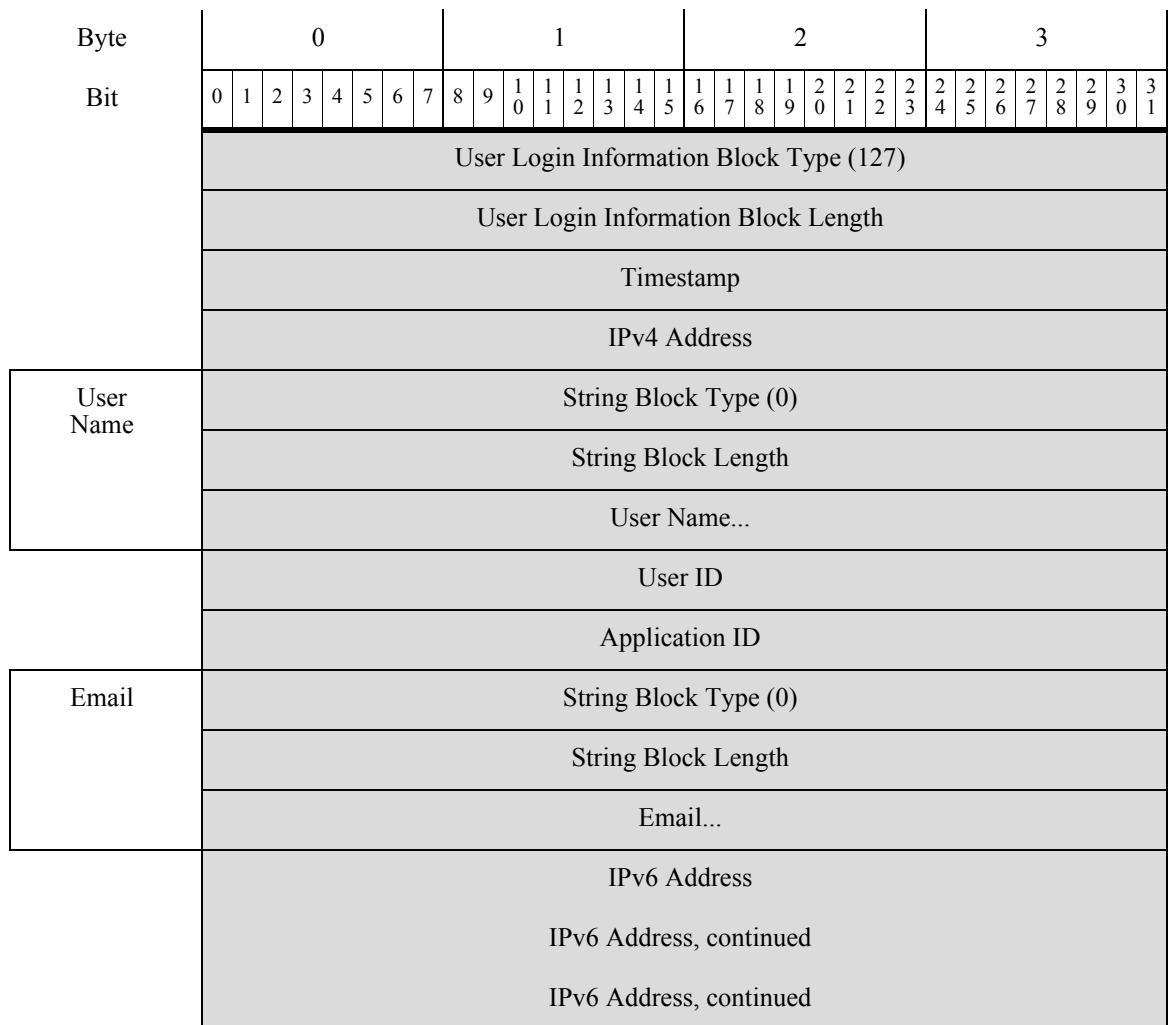 Byte 0 1 2 3
Bit 0 1 2 3 4 5 6 7 8 9 10 11 12 13 14 15 16 17 18 19 20 21 22 23 24 25 26 27 28 29 30 31
User Login Information Block Type (127)
User Login Information Block Length
Timestamp
IPv4 Address
User
Name
String Block Type (0)
String Block Length
User Name...
User ID
Application ID
Email
String Block Type (0)
String Block Length
Email...
IPv6 Address
IPv6 Address, continued
IPv6 Address, continued